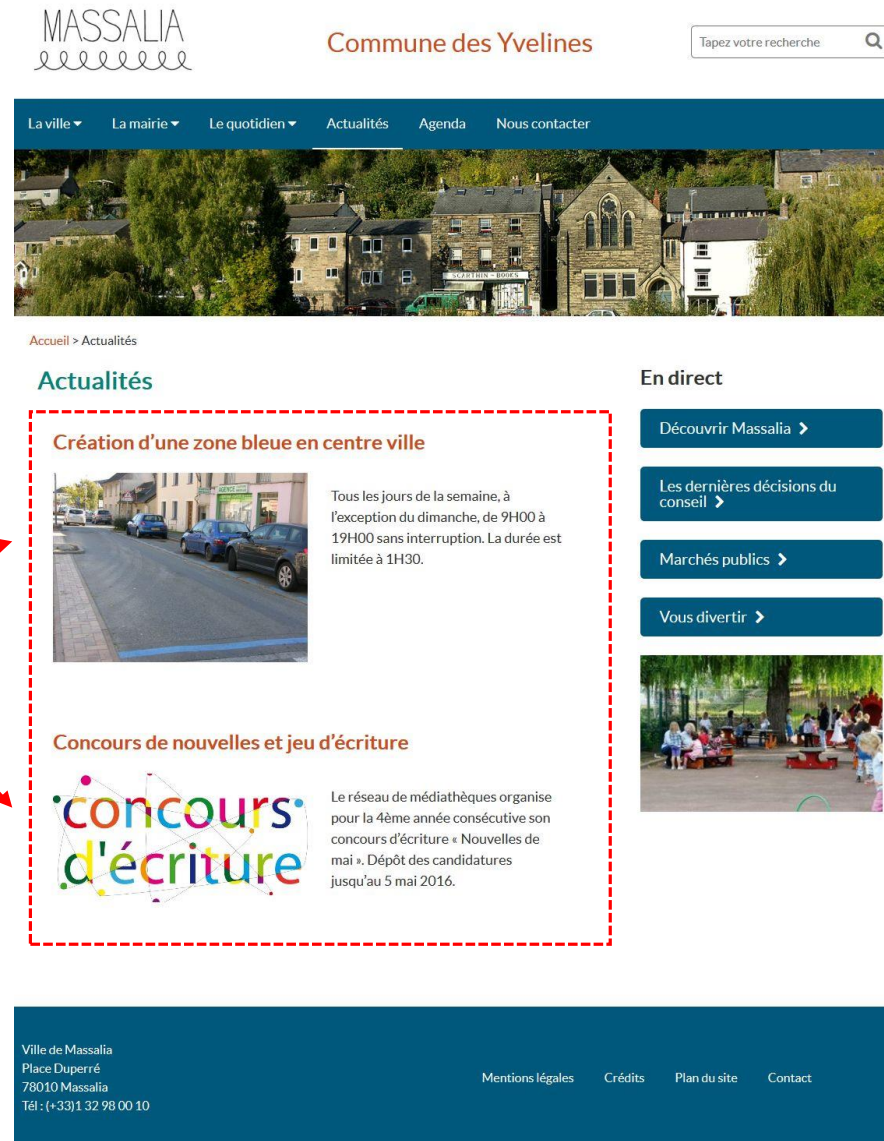 MASSALIA
Commune des Yvelines
Tapez votre recherche
La ville
La mairie
Le quotidien
Actualités
Agenda
Nous contacter
SCARTHIN - BOOKS
Accueil > Actualités
Actualités
Création d'une zone bleue en centre ville
AGENCE
Tous les jours de la semaine, à
l'exception du dimanche, de 9H00 à
19H00 sans interruption. La durée est
limitée à 1H30.
Concours de nouvelles et jeu d'écriture
concours
d'écriture
Le réseau de médiathèques organise
pour la 4ème année consécutive son
concours d'écriture « Nouvelles de
mai ». Dépôt des candidatures
jusqu'au 5 mai 2016.
En direct
Découvrir Massalia
Les dernières décisions du
conseil
Marchés publics
Vous divertir
Ville de Massalia
Place Duperré
78010 Massalia
Tél : (+33)1 32 98 00 10
Mentions légales
Crédits
Plan du site
Contact